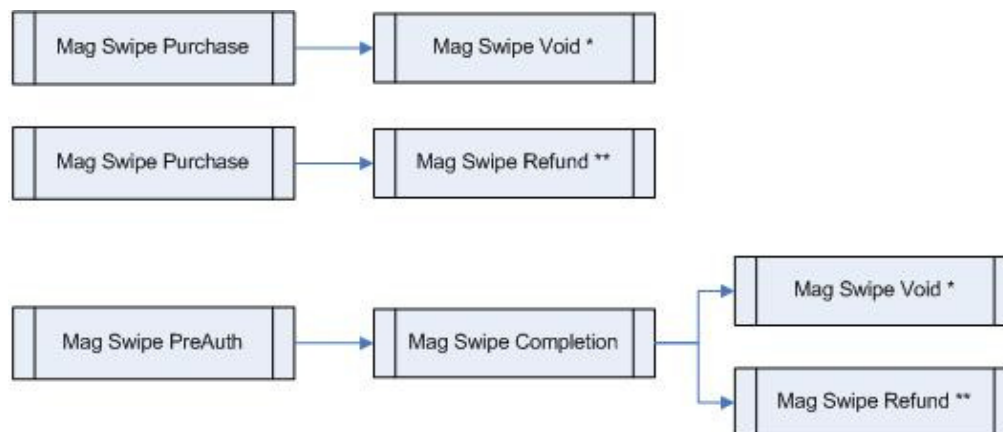 Mag Swipe Purchase
Mag Swipe Void *
Mag Swipe Purchase
Mag Swipe Refund **
Mag Swipe PreAuth
Mag Swipe Completion
Mag Swipe Void *
Mag Swipe Refund **